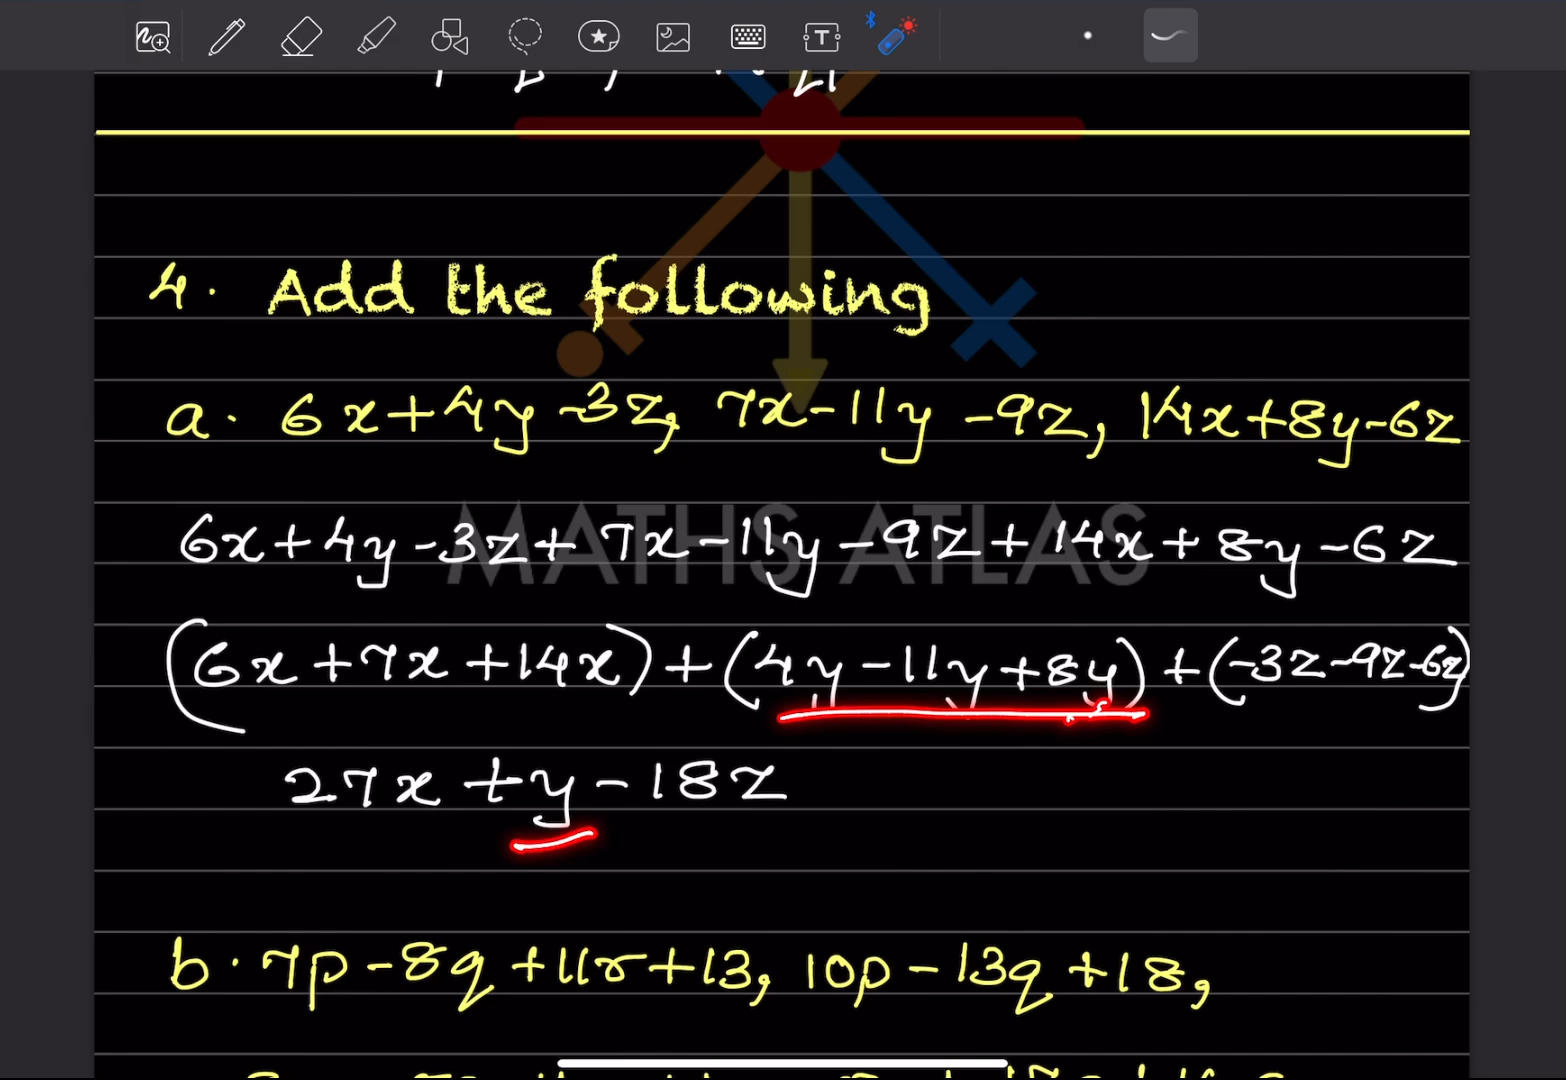 4. Add the following
a. 6x+4y-3z, 7x-11y-9z, 14x+8y-6z
MATHS ATLAS
6x+4y-3z+7x-11y-9z+14x+8y-6z
(6x+7x+14x)+(4y-11y+8y)+(-3z-9z-6z)
27x+y-18z
b. 7p-8q+11r+13, 10p-13q+18,